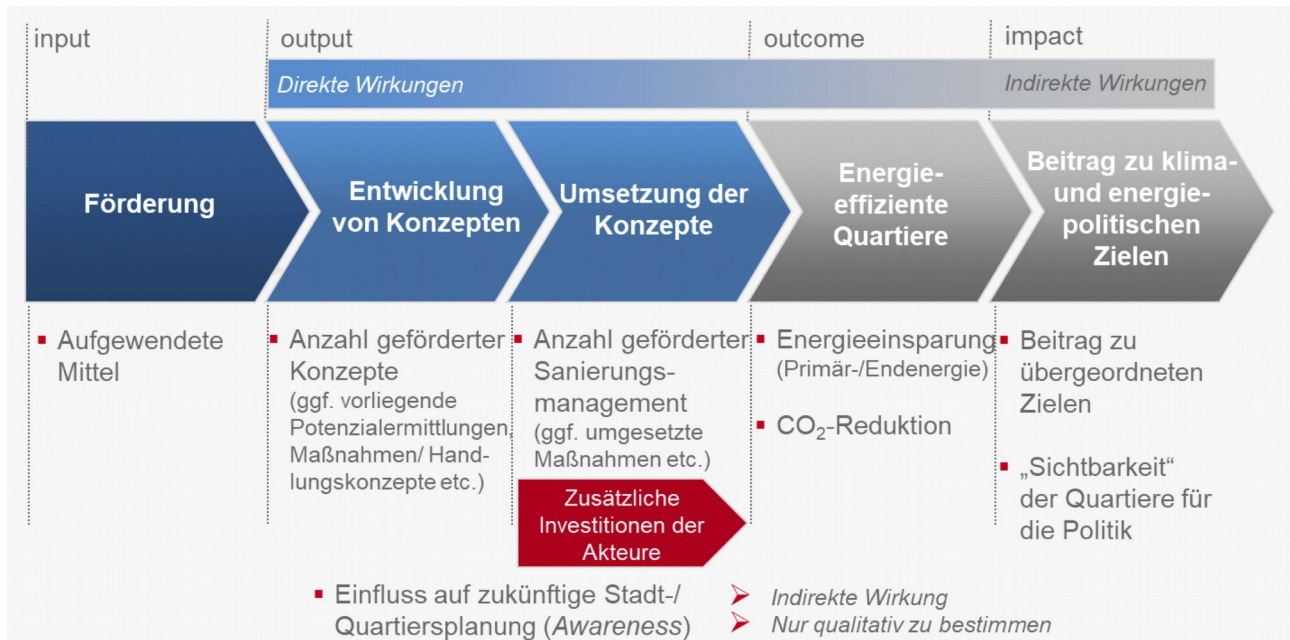 input
output
outcome
impact
Direkte Wirkungen
Indirekte Wirkungen
Förderung
Entwicklung
von Konzepten
Umsetzung der
Konzepte
Energie-
effiziente
Quartiere
Beitrag zu klima-
und energie-
politischen
Zielen
▪ Aufgewendete
Mittel
▪ Anzahl geförderter
Konzepte
(ggf. vorliegende
Potenzialermittlungen,
Maßnahmen/ Hand-
lungskonzepte etc.)
▪ Anzahl geförderter
Sanierungs-
management
(ggf. umgesetzte
Maßnahmen etc.)
Zusätzliche
Investitionen der
Akteure
▪ Energieeinsparung
(Primär-/Endenergie)
▪ CO₂-Reduktion
▪ Beitrag zu
übergeordneten
Zielen
▪ „Sichtbarkeit“
der Quartiere für
die Politik
▪ Einfluss auf zukünftige Stadt-/
Quartiersplanung (Awareness)
➢ Indirekte Wirkung
➢ Nur qualitativ zu bestimmen